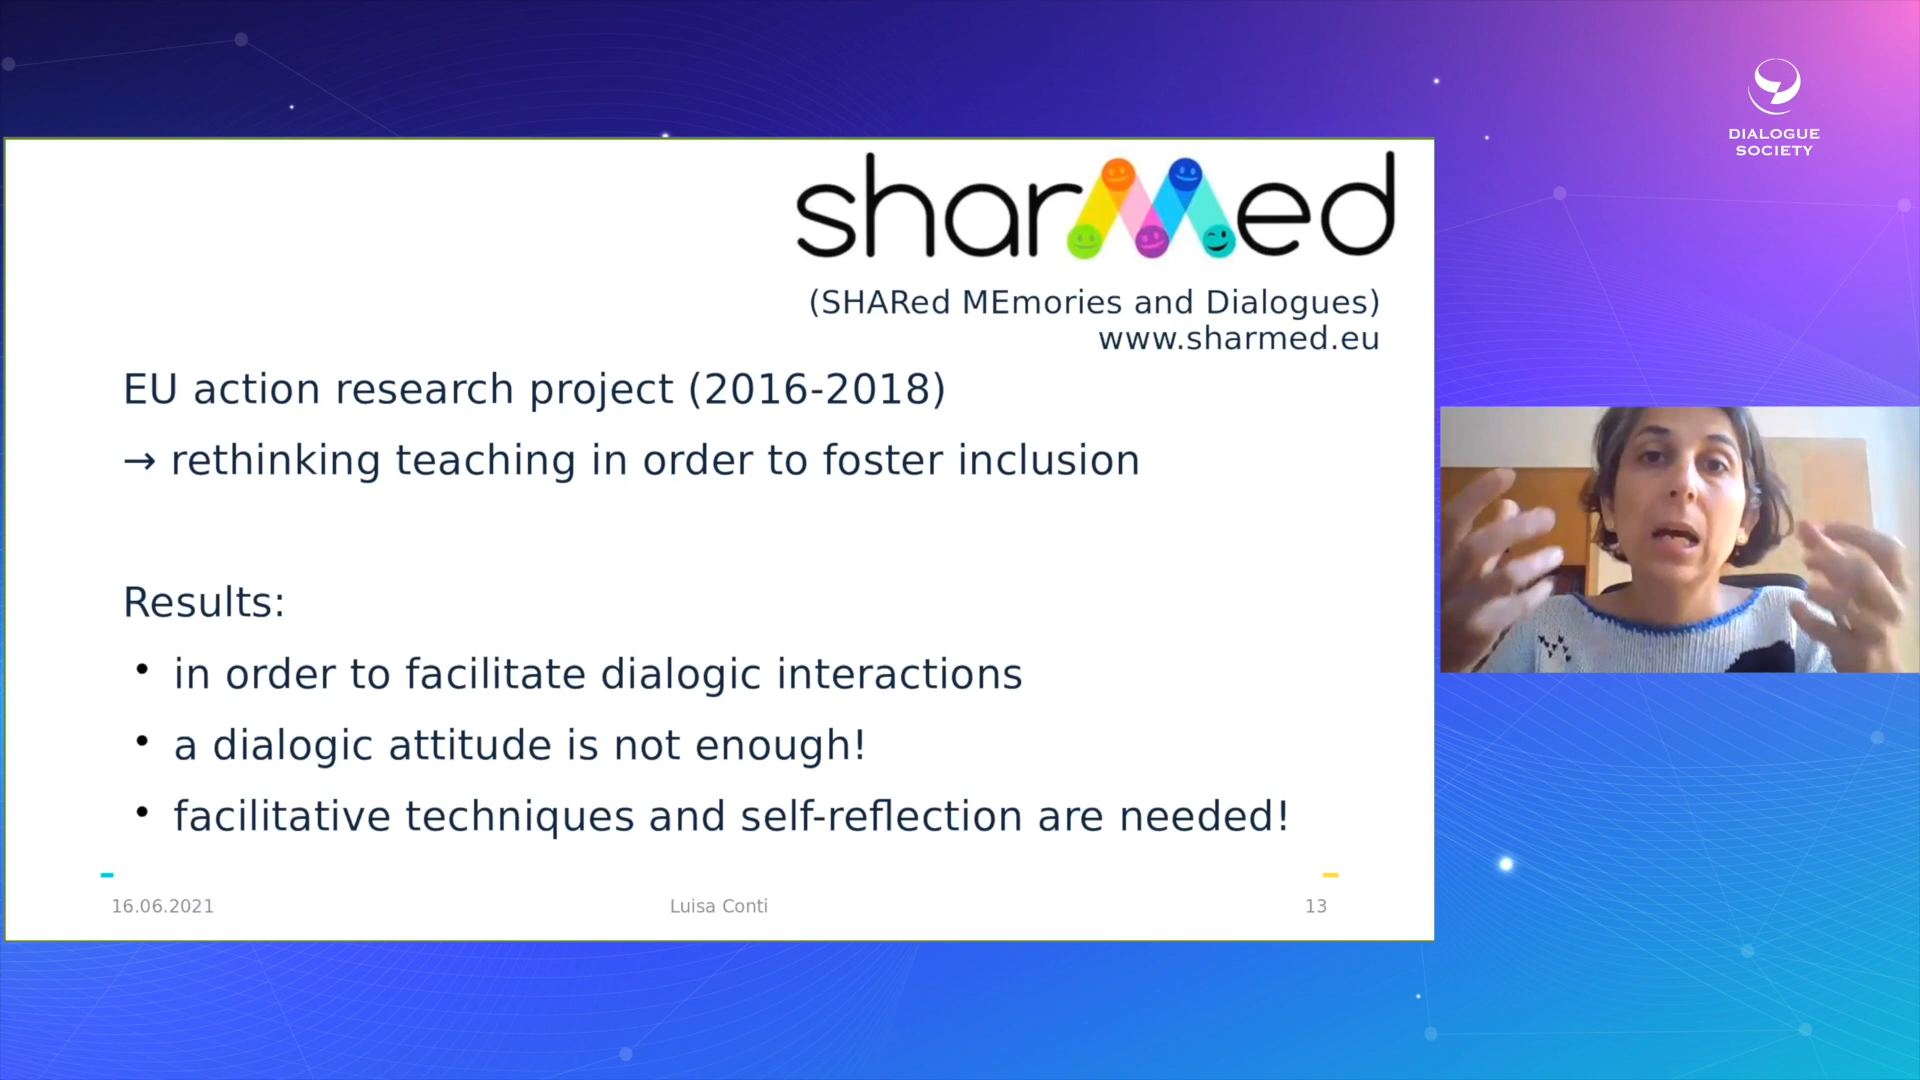 DIALOGUE
SOCIETY
sharMed
(SHARed MEmories and Dialogues)
www.sharmed.eu
EU action research project (2016-2018)
→ rethinking teaching in order to foster inclusion
Results:
• in order to facilitate dialogic interactions
• a dialogic attitude is not enough!
• facilitative techniques and self-reflection are needed!
16.06.2021
Luisa Conti
13